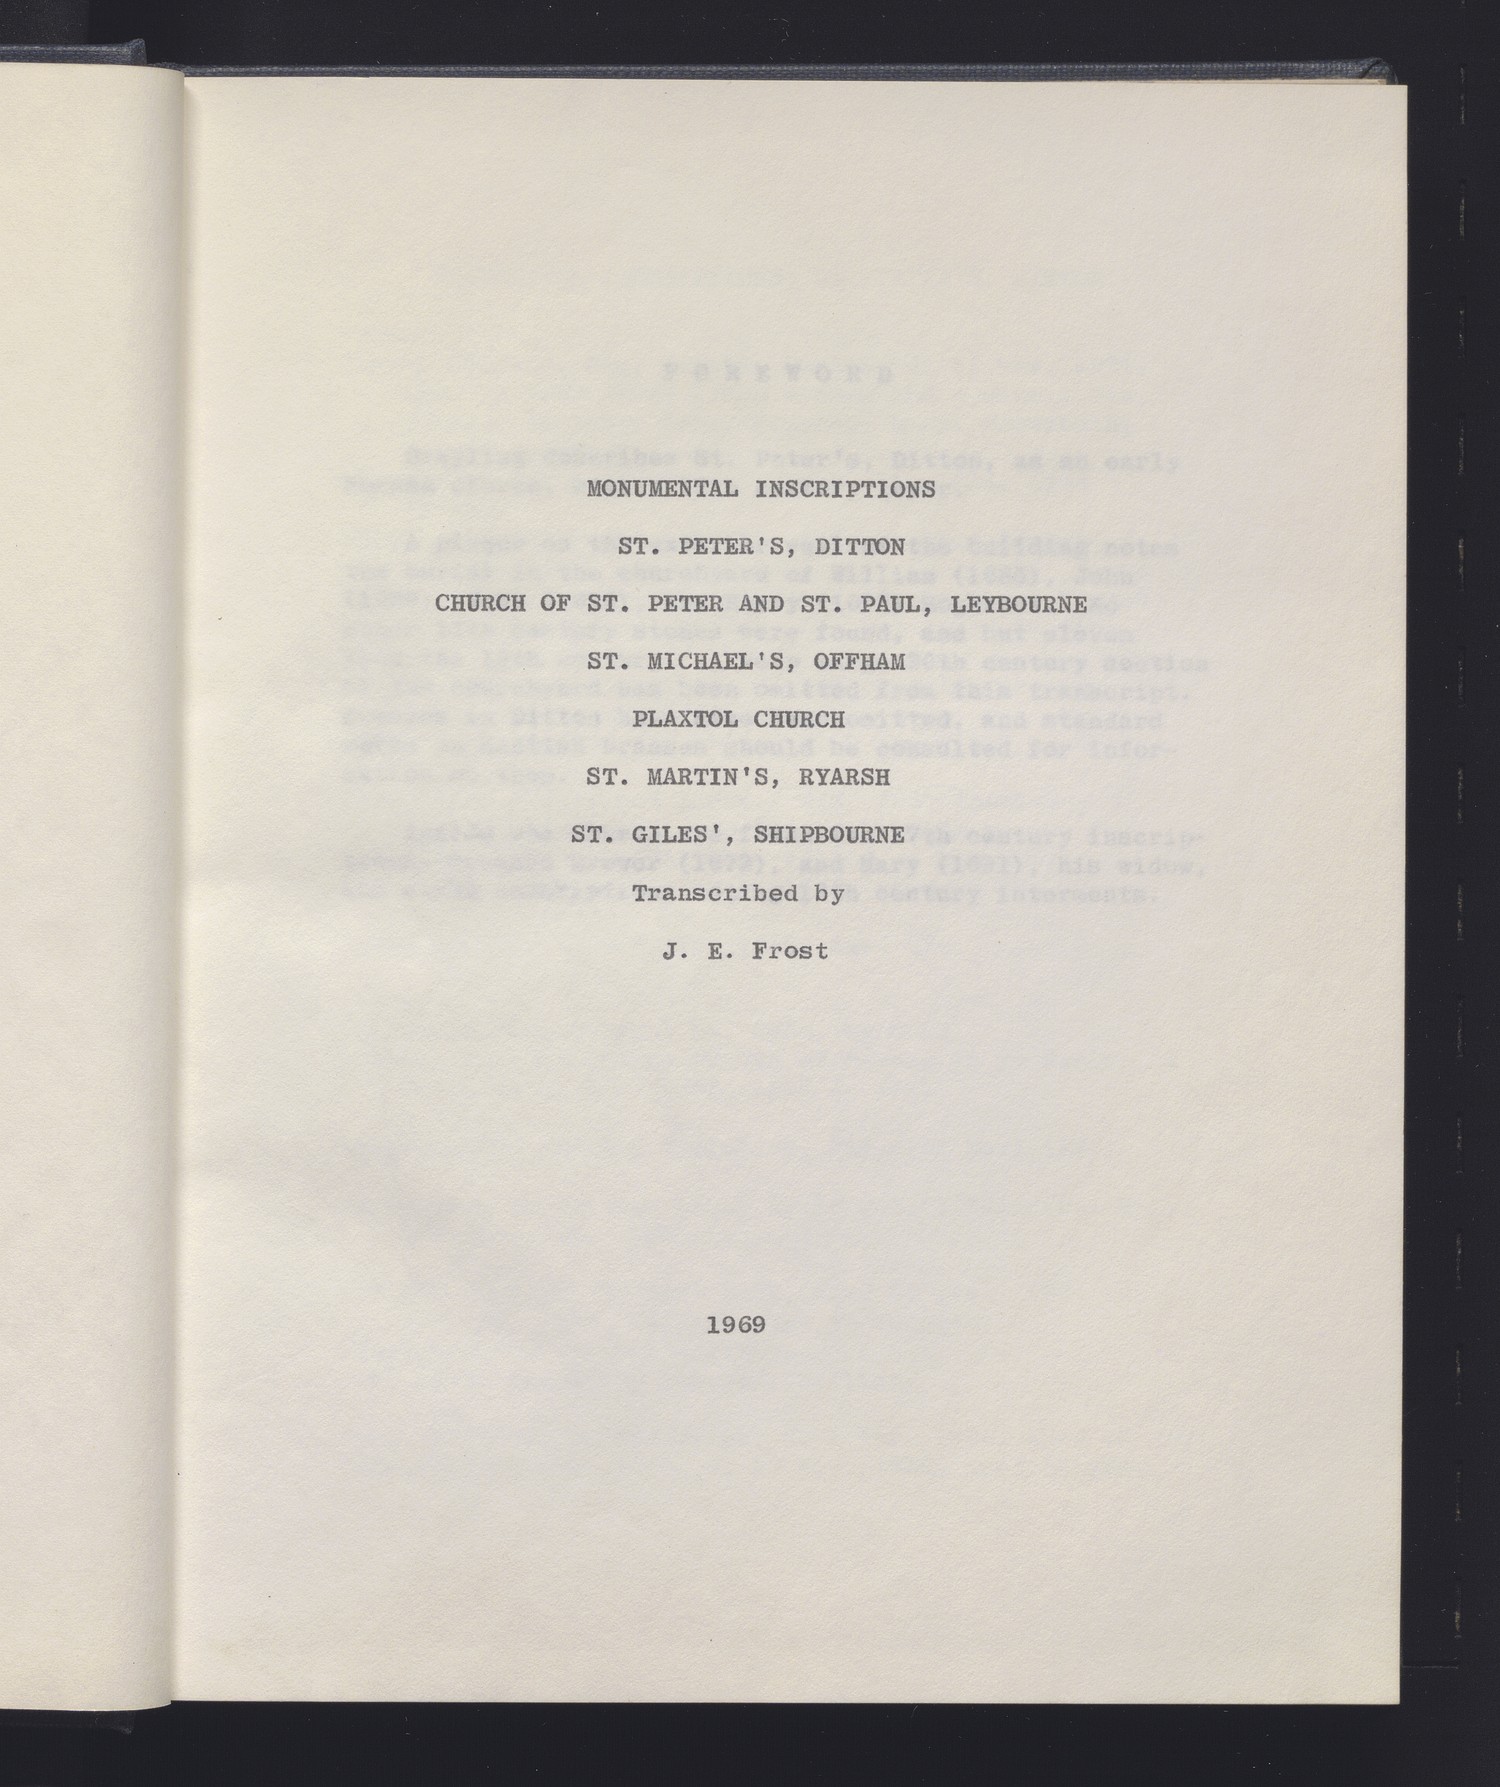 MONUMENTAL INSCRIPTIONS
ST. PETER'S, DITTON
CHURCH OF ST. PETER AND ST. PAUL, LEYBOURNE
ST. MICHAEL'S, OFFHAM
PLAXTOL CHURCH
ST. MARTIN'S, RYARSH
ST. GILES', SHIPBOURNE
Transcribed by
J. E. Frost
1969